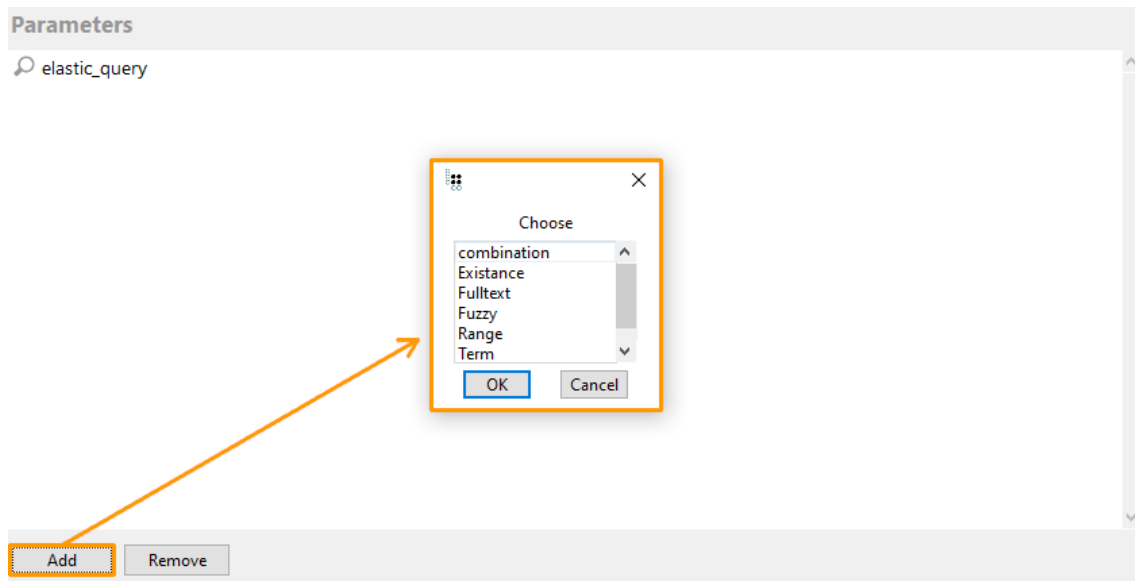 Parameters
elastic_query
Choose
combination
Existance
Fulltext
Fuzzy
Range
Term
OK Cancel
Add Remove